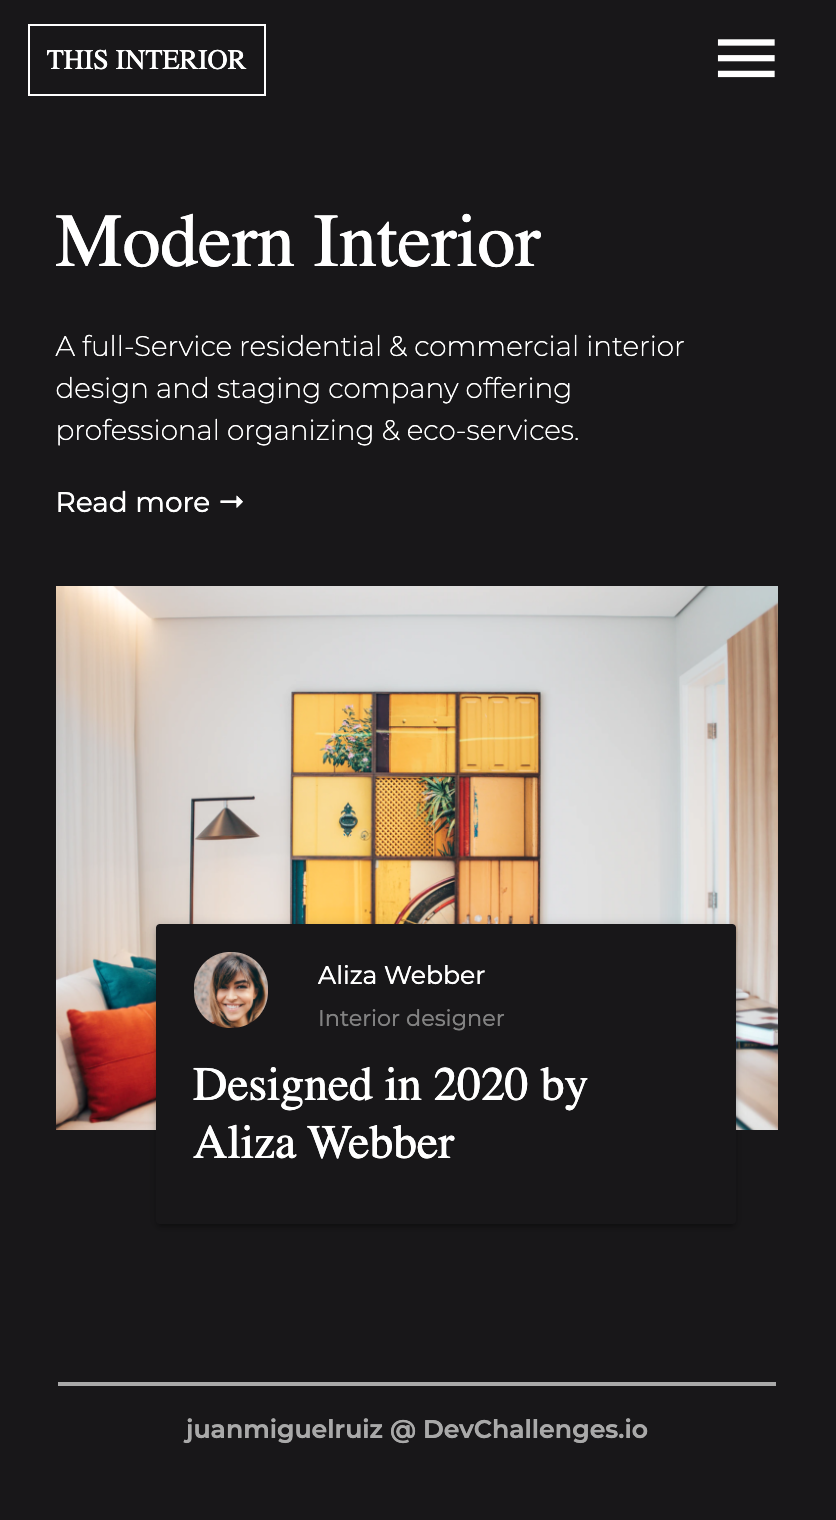 THIS INTERIOR
Modern Interior
A full-Service residential & commercial interior
design and staging company offering
professional organizing & eco-services.
Read more →
Aliza Webber
Interior designer
Designed in 2020 by
Aliza Webber
juanmiguelruiz @ DevChallenges.io